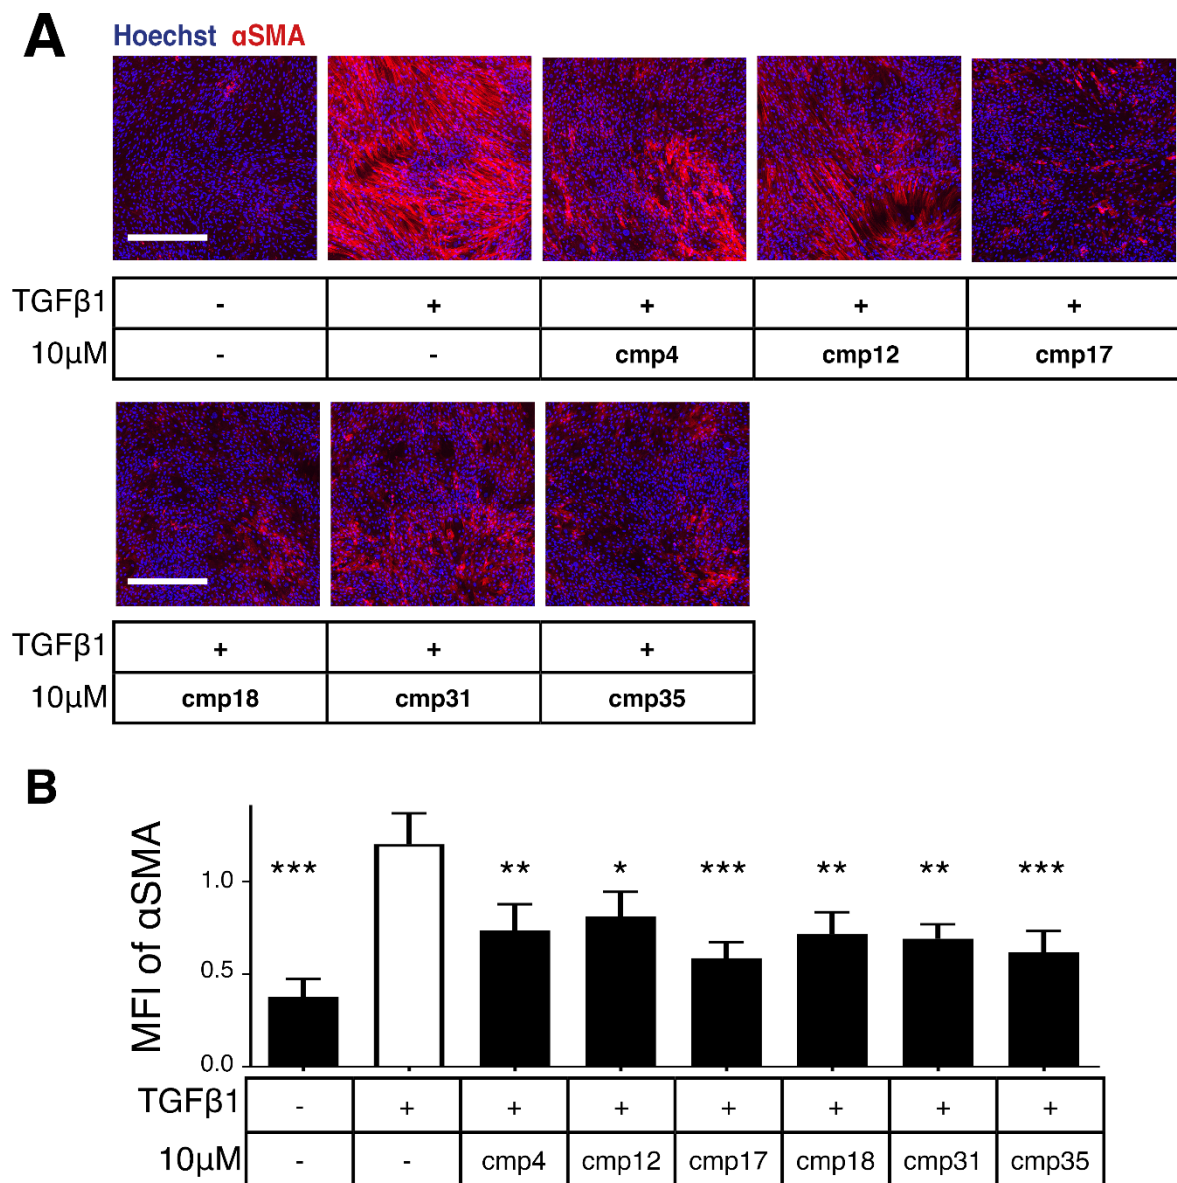 A
Hoechst αSMA
TGFβ1 - + + + +
10μM - - cmp4 cmp12 cmp17
TGFβ1 + + +
10μM cmp18 cmp31 cmp35
B
MFI of αSMA
*** ** * *** ** ** ***
1.0
0.5
0.0
TGFβ1 - + + + + + + +
10μM - - cmp4 cmp12 cmp17 cmp18 cmp31 cmp35